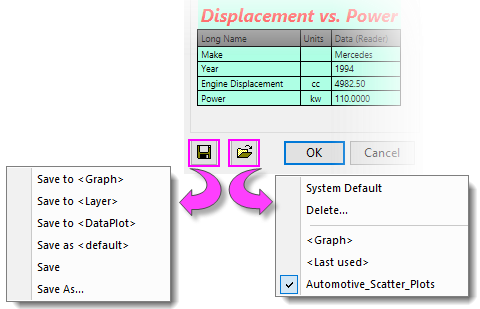 Displacement vs. Power
Long Name Units Data (Reader)
Make Mercedes
Year 1994
Engine Displacement cc 4982.50
Power kw 110.0000
OK Cancel
Save to <Graph>
Save to <Layer>
Save to <DataPlot>
Save as <default>
Save
Save As...
System Default
Delete...
<Graph>
<Last used>
Automotive_Scatter_Plots